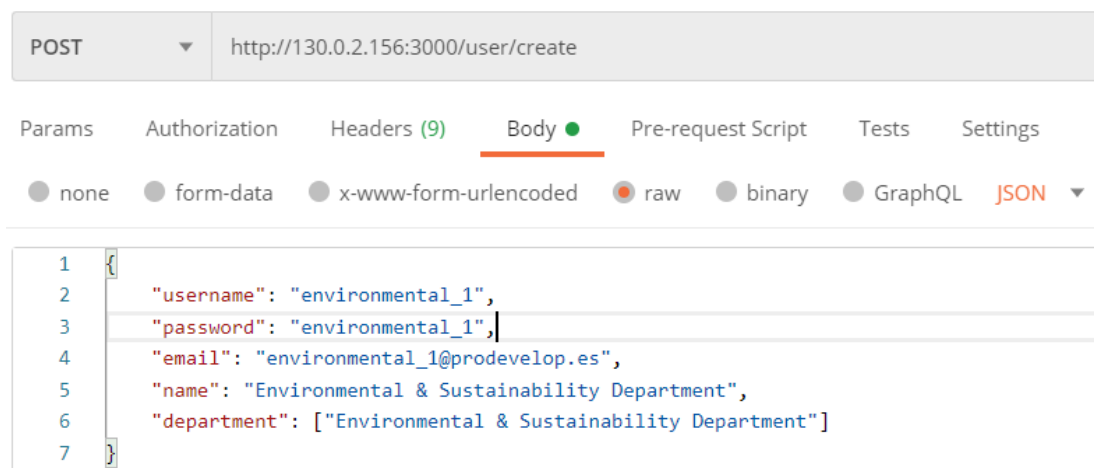 POST http://130.0.2.156:3000/user/create
Params Authorization Headers (9) Body Pre-request Script Tests Settings
none form-data x-www-form-urlencoded raw binary GraphQL JSON
1 {
2 "username": "environmental_1",
3 "password": "environmental_1",
4 "email": "environmental_1@prodevelop.es",
5 "name": "Environmental & Sustainability Department",
6 "department": ["Environmental & Sustainability Department"]
7 }